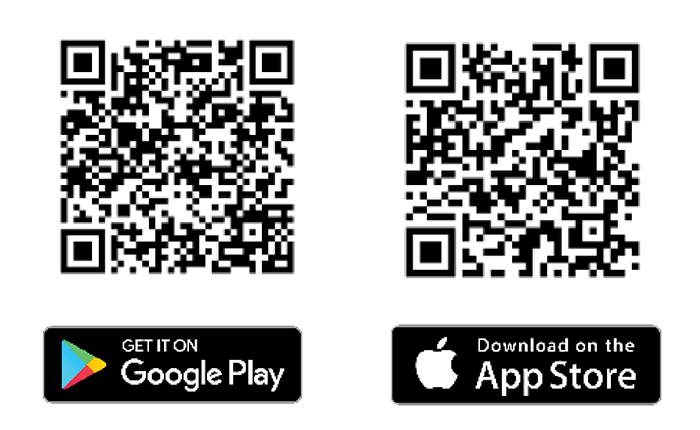 GET IT ON
Google Play
Download on the
App Store